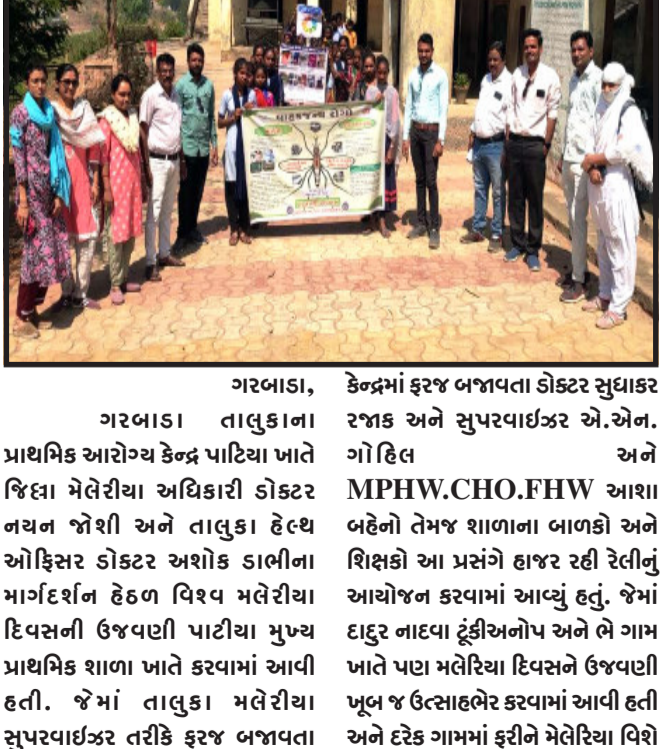 વાહકજન્ય રોગો
ગરબાડા,
ગરબાડા તાલુકાના
પ્રાથમિક આરોગ્ય કેન્દ્ર પાટિયા ખાતે
જિલ્લા મેલેરીયા અધિકારી ડોક્ટર
નયન જોશી અને તાલુકા હેલ્થ
ઓફિસર ડોક્ટર અશોક ડાભીના
માર્ગદર્શન હેઠળ વિશ્વ મલેરીયા
દિવસની ઉજવણી પાટીયા મુખ્ય
પ્રાથમિક શાળા ખાતે કરવામાં આવી
હતી. જેમાં તાલુકા મલેરીયા
સુપરવાઇઝર તરીકે ફરજ બજાવતા
કેન્દ્રમાં ફરજ બજાવતા ડોક્ટર સુધાકર
રજાક અને સુપરવાઇઝર એ.એન.
ગોહિલ અને
MPHW.CHO.FHW આશા
બહેનો તેમજ શાળાના બાળકો અને
શિક્ષકો આ પ્રસંગે હાજર રહી રેલીનું
આયોજન કરવામાં આવ્યું હતું. જેમાં
દાદુર નાદવા ટૂંકીઅનોપ અને ભે ગામ
ખાતે પણ મલેરિયા દિવસને ઉજવણી
ખૂબ જ ઉત્સાહભેર કરવામાં આવી હતી
અને દરેક ગામમાં ફરીને મેલેરિયા વિશે